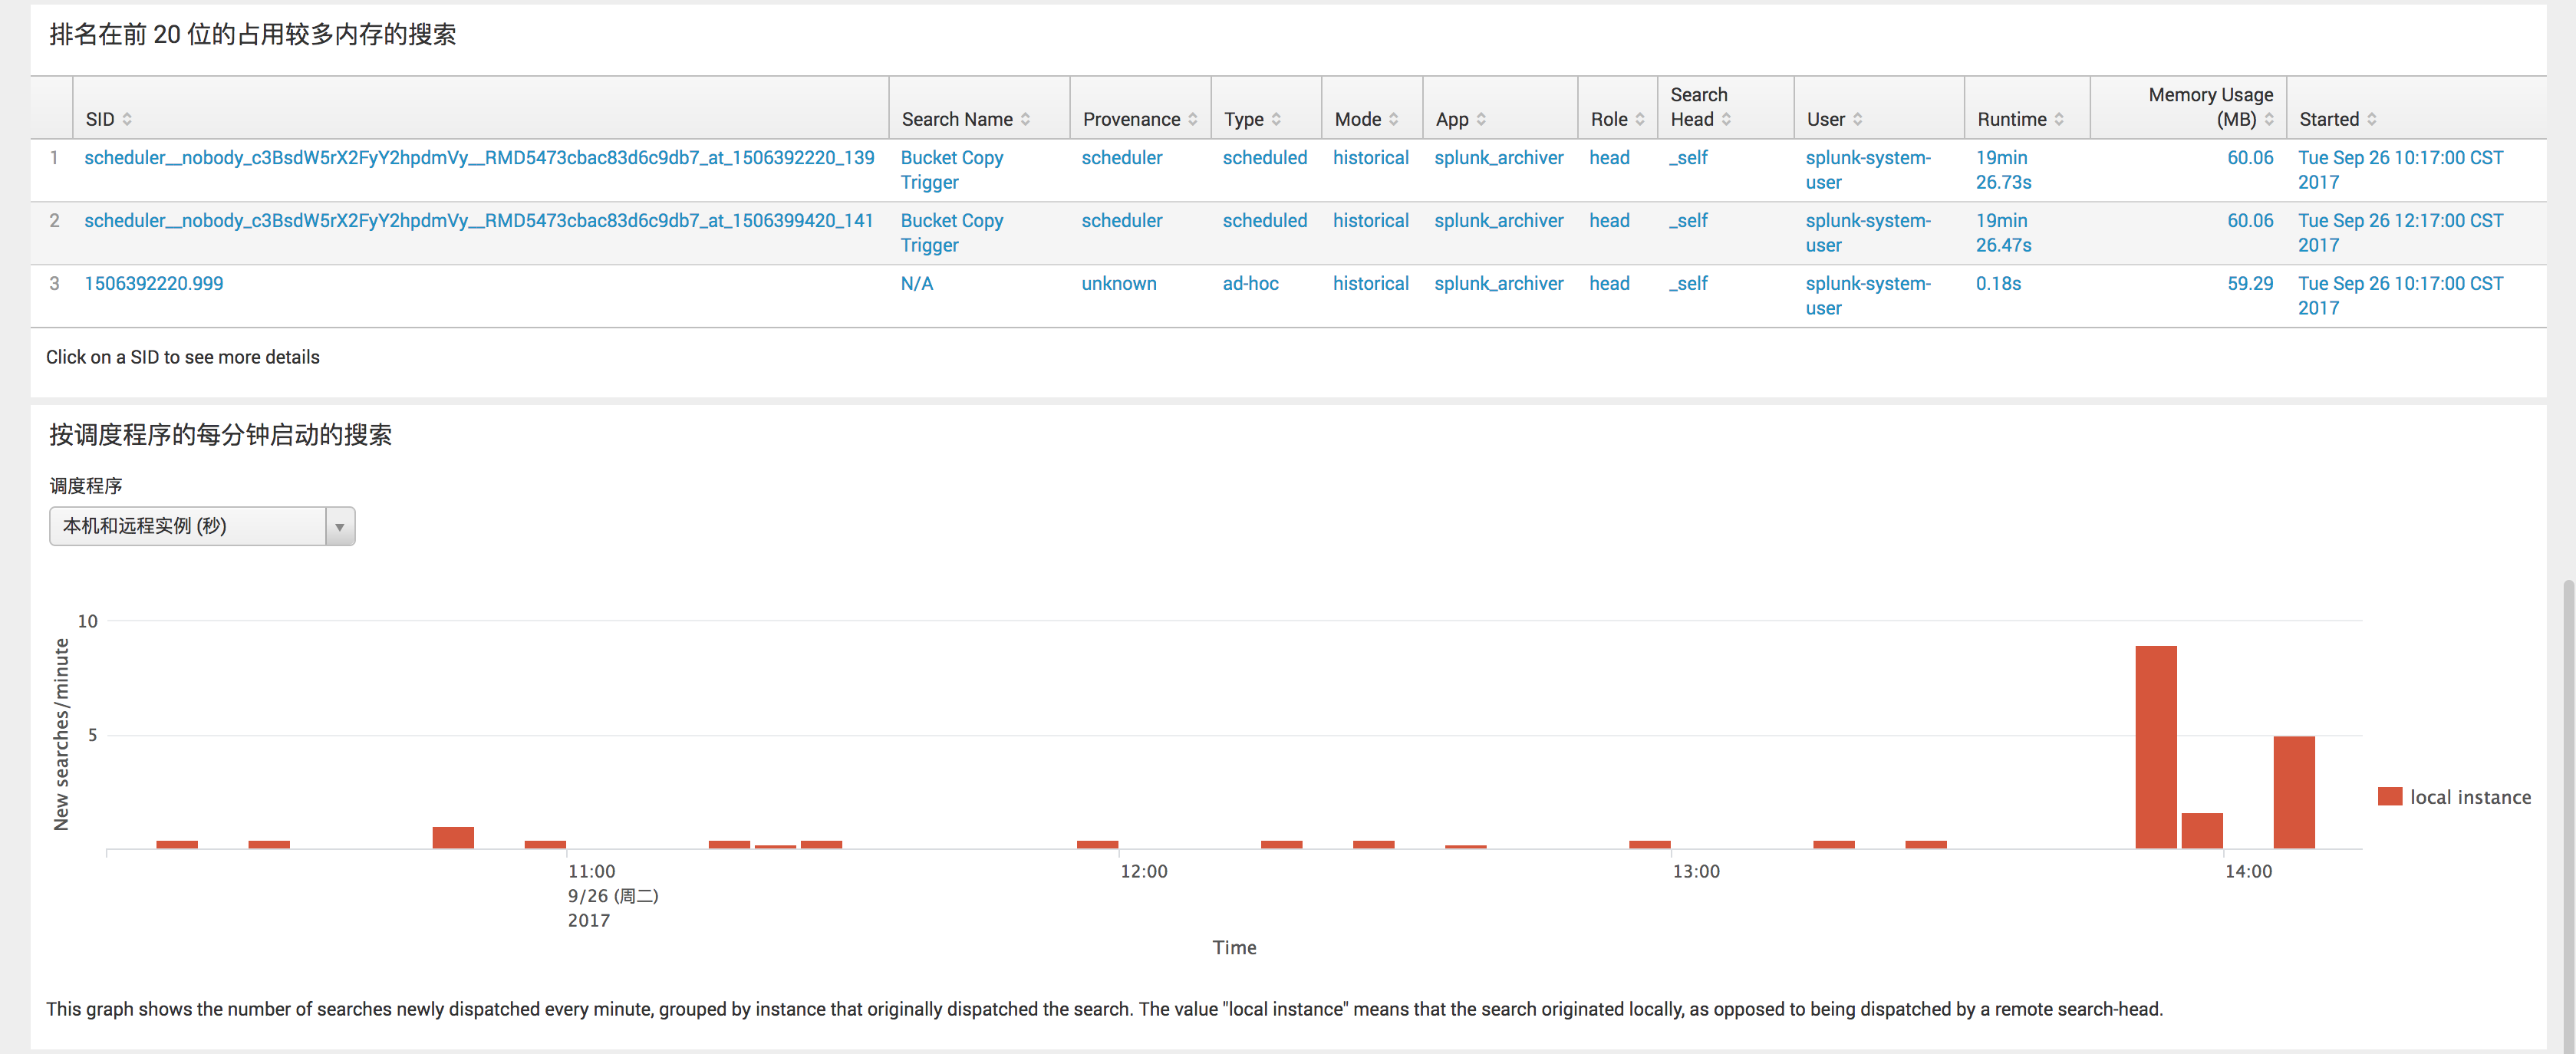 排名在前 20 位的占用较多内存的搜索
SID Search Name Provenance Type Mode App Role Search Head User Runtime Memory Usage (MB) Started
1 scheduler__nobody_c3BsdW5rX2FyY2hpdmVy__RMD5473cbac83d6c9db7_at_1506392220_139 Bucket Copy Trigger scheduler scheduled historical splunk_archiver head _self splunk-system-user 19min 26.73s 60.06 Tue Sep 26 10:17:00 CST 2017
2 scheduler__nobody_c3BsdW5rX2FyY2hpdmVy__RMD5473cbac83d6c9db7_at_1506399420_141 Bucket Copy Trigger scheduler scheduled historical splunk_archiver head _self splunk-system-user 19min 26.47s 60.06 Tue Sep 26 12:17:00 CST 2017
3 1506392220.999 N/A unknown ad-hoc historical splunk_archiver head _self splunk-system-user 0.18s 59.29 Tue Sep 26 10:17:00 CST 2017
Click on a SID to see more details
按调度程序的每分钟启动的搜索
调度程序
本机和远程实例 (秒)
New searches/minute
10
5
local instance
11:00 12:00 13:00 14:00
9/26 (周二)
2017
Time
This graph shows the number of searches newly dispatched every minute, grouped by instance that originally dispatched the search. The value "local instance" means that the search originated locally, as opposed to being dispatched by a remote search-head.